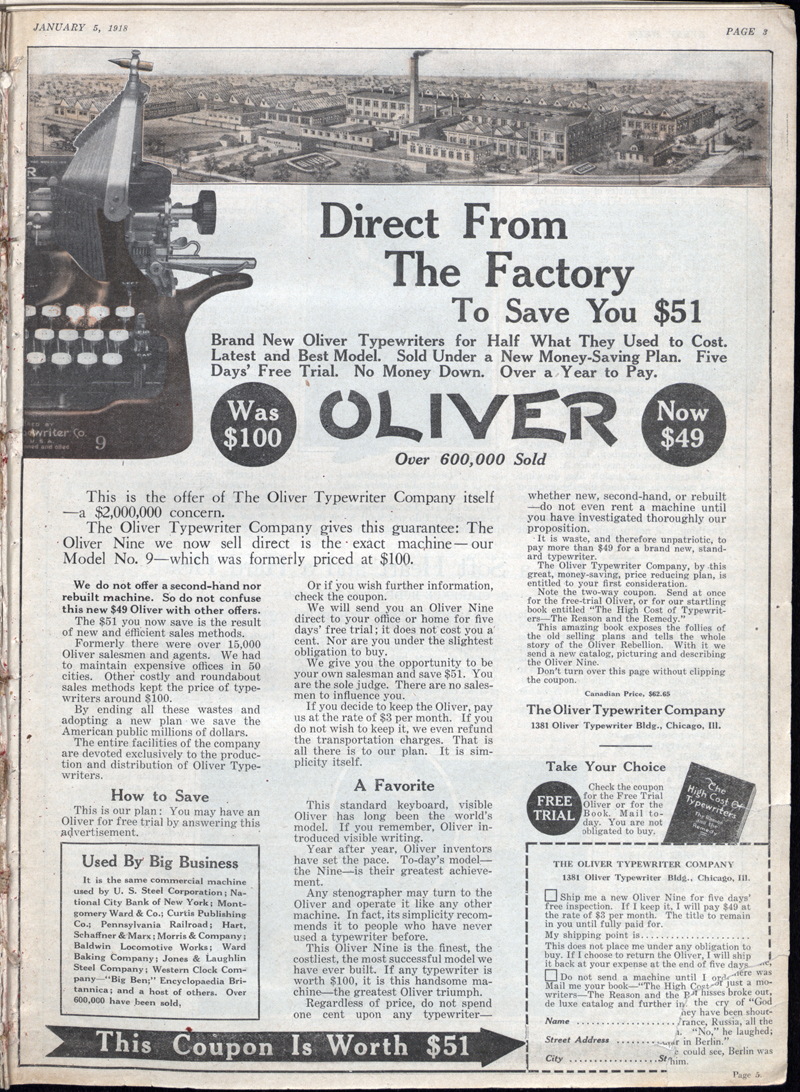 JANUARY 5, 1918
PAGE 3
R
Direct From
The Factory
To Save You $51
Brand New Oliver Typewriters for Half What They Used to Cost.
Latest and Best Model. Sold Under a New Money-Saving Plan. Five
Days' Free Trial. No Money Down. Over a Year to Pay.
Was
$100
OLIVER
Now
$49
Over 600,000 Sold
9
This is the offer of The Oliver Typewriter Company itself
—a $2,000,000 concern.
The Oliver Typewriter Company gives this guarantee: The
Oliver Nine we now sell direct is the exact machine—our
Model No. 9—which was formerly priced at $100.
We do not offer a second-hand nor
rebuilt machine. So do not confuse
this new $49 Oliver with other offers.
The $51 you now save is the result
of new and efficient sales methods.
Formerly there were over 15,000
Oliver salesmen and agents. We had
to maintain expensive offices in 50
cities. Other costly and roundabout
sales methods kept the price of type-
writers around $100.
By ending all these wastes and
adopting a new plan we save the
American public millions of dollars.
The entire facilities of the company
are devoted exclusively to the produc-
tion and distribution of Oliver Type-
writers.
How to Save
This is our plan: You may have an
Oliver for free trial by answering this
advertisement.
Used By Big Business
It is the same commercial machine
used by U. S. Steel Corporation; Na-
tional City Bank of New York; Mont-
gomery Ward & Co.; Curtis Publishing
Co.; Pennsylvania Railroad; Hart,
Schaffner & Marx; Morris & Company;
Baldwin Locomotive Works; Ward
Baking Company; Jones & Laughlin
Steel Company; Western Clock Com-
pany—"Big Ben;" Encyclopaedia Bri-
tannica; and a host of others. Over
600,000 have been sold,
Or if you wish further information,
check the coupon.
We will send you an Oliver Nine
direct to your office or home for five
days' free trial; it does not cost you a
cent. Nor are you under the slightest
obligation to buy.
We give you the opportunity to be
your own salesman and save $51. You
are the sole judge. There are no sales-
men to influence you.
If you decide to keep the Oliver, pay
us at the rate of $3 per month. If you
do not wish to keep it, we even refund
the transportation charges. That is
all there is to our plan. It is sim-
plicity itself.
A Favorite
This standard keyboard, visible
Oliver has long been the world's
model. If you remember, Oliver in-
troduced visible writing.
Year after year, Oliver inventors
have set the pace. To-day's model—
the Nine—is their greatest achieve-
ment.
Any stenographer may turn to the
Oliver and operate it like any other
machine. In fact, its simplicity recom-
mends it to people who have never
used a typewriter before.
This Oliver Nine is the finest, the
costliest, the most successful model we
have ever built. If any typewriter is
worth $100, it is this handsome ma-
chine—the greatest Oliver triumph.
Regardless of price, do not spend
one cent upon any typewriter—
whether new, second-hand, or rebuilt
—do not even rent a machine until
you have investigated thoroughly our
proposition.
It is waste, and therefore unpatriotic, to
pay more than $49 for a brand new, stand-
ard typewriter.
The Oliver Typewriter Company, by this
great, money-saving, price reducing plan, is
entitled to your first consideration.
Note the two-way coupon. Send at once
for the free-trial Oliver, or for our startling
book entitled "The High Cost of Typewrit-
ers—The Reason and the Remedy."
This amazing book exposes the follies of
the old selling plans and tells the whole
story of the Oliver Rebellion. With it we
send a new catalog, picturing and describing
the Oliver Nine.
Don't turn over this page without clipping
the coupon.
Canadian Price, $62.65
The Oliver Typewriter Company
1381 Oliver Typewriter Bldg., Chicago, Ill.
Take Your Choice
FREE
TRIAL
Check the coupon
for the Free Trial
Oliver or for the
Book. Mail to-
day. You are not
obligated to buy.
The
High Cost of
Typewriters
THE OLIVER TYPEWRITER COMPANY
1381 Oliver Typewriter Bldg., Chicago, Ill.
Ship me a new Oliver Nine for five days'
free inspection. If I keep it, I will pay $49 at
the rate of $3 per month. The title to remain
in you until fully paid for.
My shipping point is
This does not place me under any obligation to
buy. If I choose to return the Oliver, I will ship
it back at your expense at the end of five days.
Do not send a machine until I
Mail me your book—"The High Cost
writers—The Reason and the
de luxe catalog and further in
Name
Street Address
City
here was
of just a mo-
hisses broke out,
the cry of "God
hey have been shout-
rance, Russia, all the
"No," he laughed;
in Berlin."
could see, Berlin was
him.
This Coupon Is Worth $51
Page 5